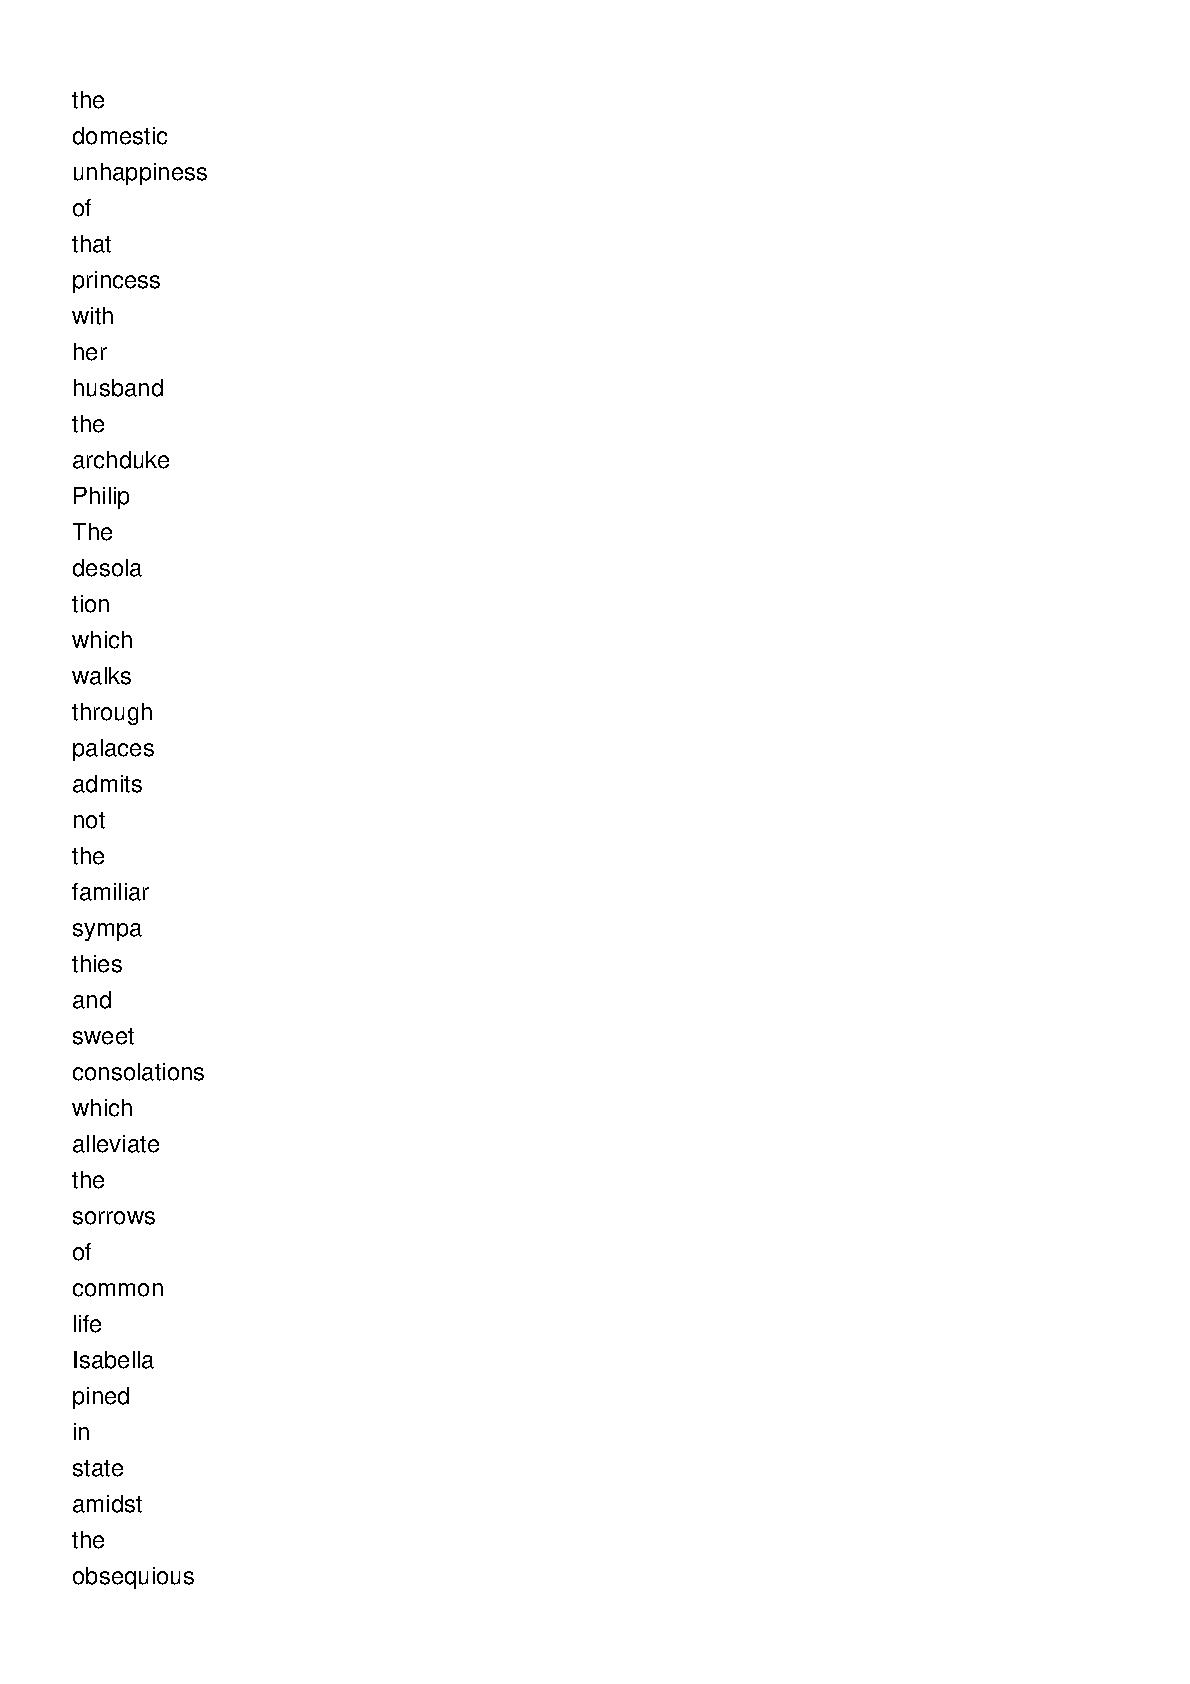 the
domestic
unhappiness
of
that
princess
with
her
husband
the
archduke
Philip
The
desola
tion
which
walks
through
palaces
admits
not
the
familiar
sympa
thies
and
sweet
consolations
which
alleviate
the
sorrows
of
common
life
Isabella
pined
in
state
amidst
the
obsequious